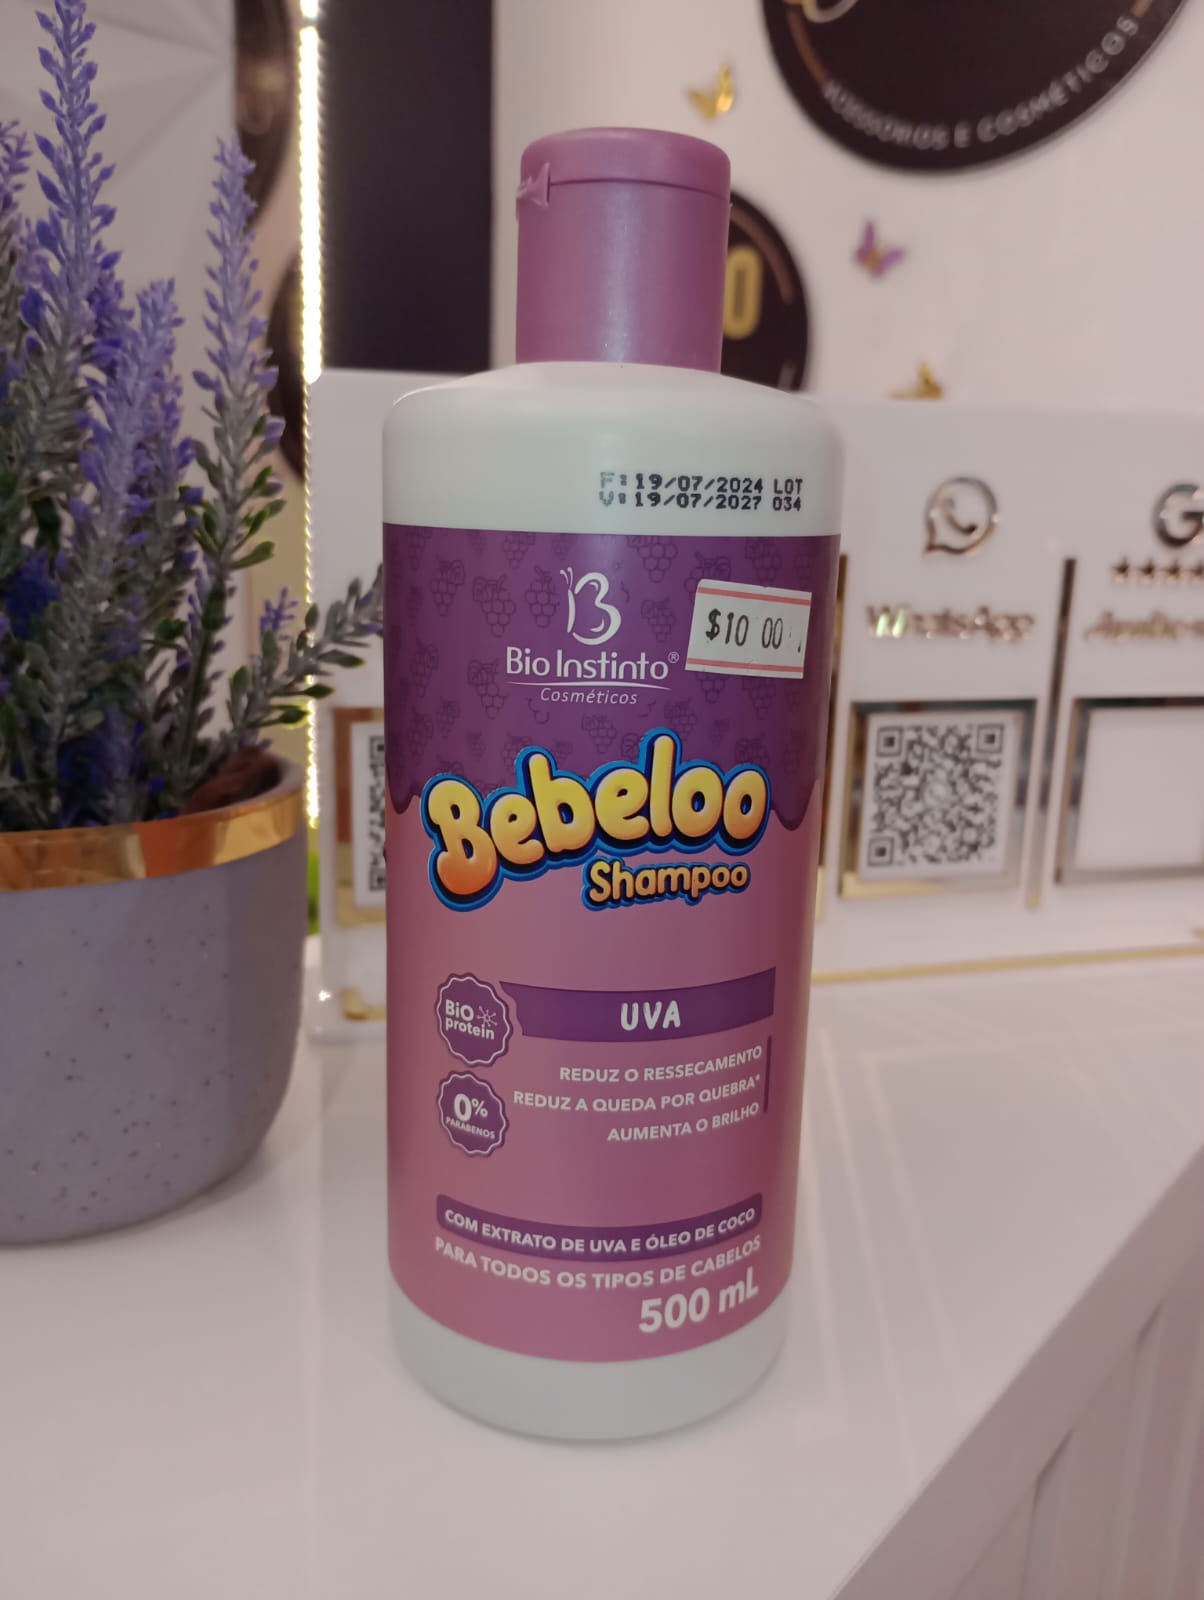 ACESSÓRIOS E COSMÉTICOS
F:19/07/2024 LOT
V:19/07/2027 034
WhatsApp
B
Bio Instinto®
Cosméticos
$10 00
Bebeloo
Shampoo
BiO
protein
UVA
0%
PARABENOS
REDUZ O RESSECAMENTO
REDUZ A QUEDA POR QUEBRA*
AUMENTA O BRILHO
COM EXTRATO DE UVA E ÓLEO DE COCO
PARA TODOS OS TIPOS DE CABELOS
500 mL